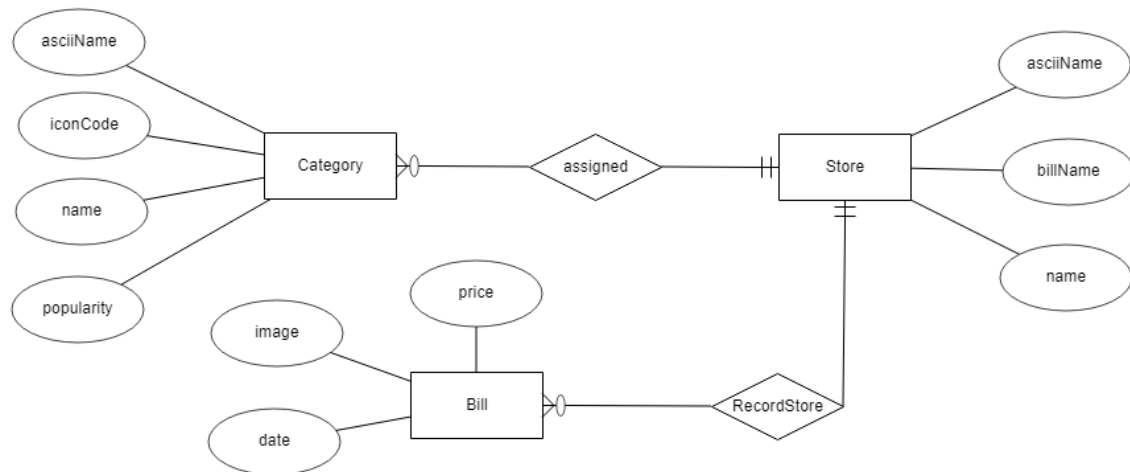 asciiName
asciiName
iconCode
Category
assigned
Store
billName
name
name
popularity
price
image
Bill
RecordStore
date